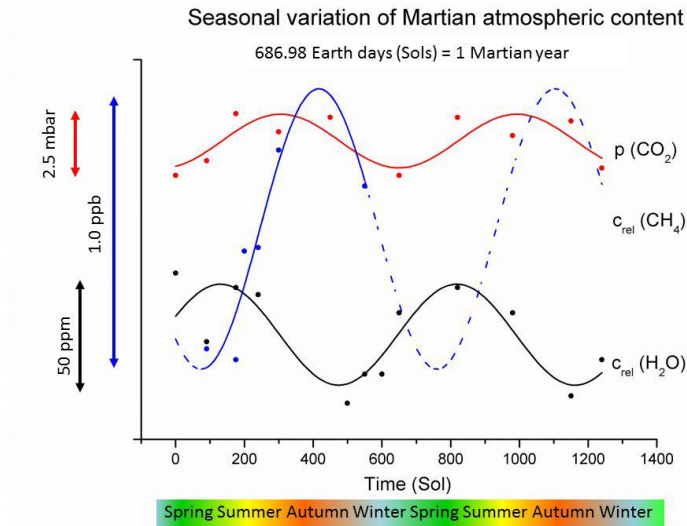 Seasonal variation of Martian atmospheric content
686.98 Earth days (Sols) = 1 Martian year
2.5 mbar
1.0 ppb
50 ppm
p (CO₂)
c_rel (CH₄)
c_rel (H₂O)
0 200 400 600 800 1000 1200 1400
Time (Sol)
Spring Summer Autumn Winter Spring Summer Autumn Winter